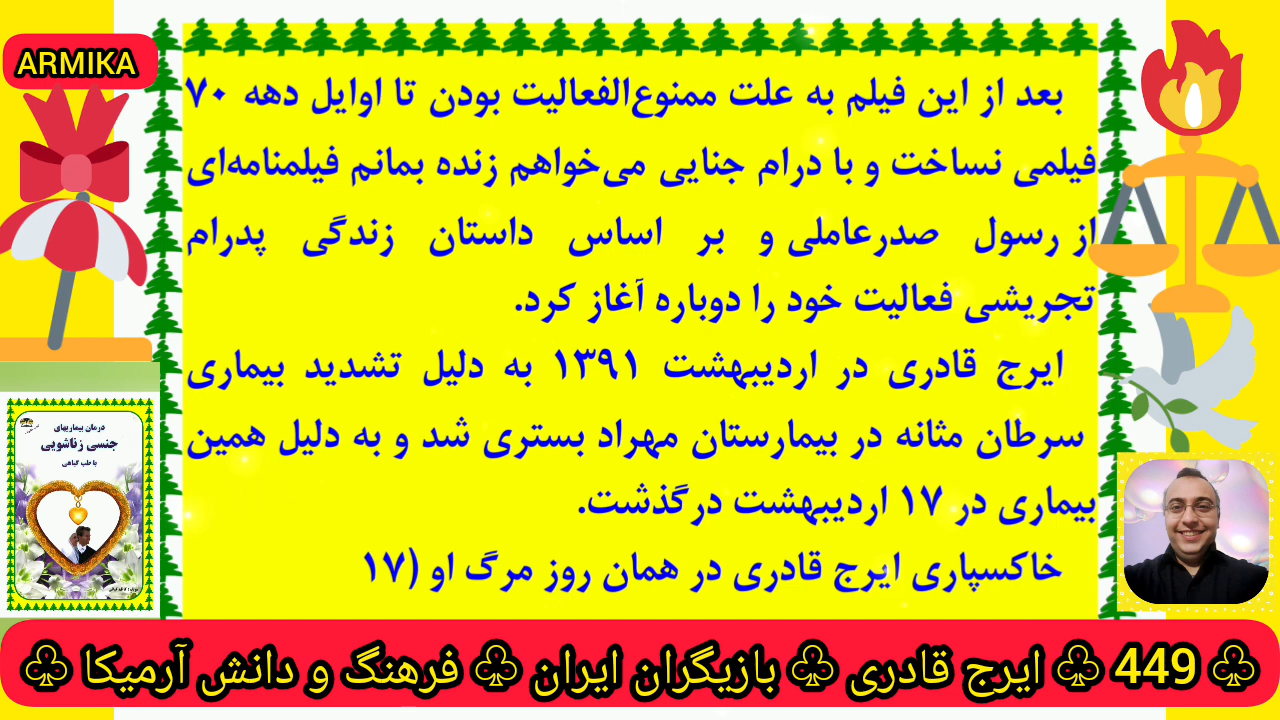 ARMIKA
بعد از این فیلم به علت ممنوع‌الفعالیت بودن تا اوایل دهه ۷۰
فیلمی نساخت و با درام جنایی می‌خواهم زنده بمانم فیلمنامه‌ای
از رسول صدرعاملی و بر اساس داستان زندگی پدرام
تجریشی فعالیت خود را دوباره آغاز کرد.
ایرج قادری در اردیبهشت ۱۳۹۱ به دلیل تشدید بیماری
سرطان مثانه در بیمارستان مهراد بستری شد و به دلیل همین
بیماری در ۱۷ اردیبهشت درگذشت.
خاکسپاری ایرج قادری در همان روز مرگ او (۱۷
درمان بیماریهای
جنسی زناشویی
با طب گیاهی
♣ 449 ♣ ایرج قادری ♣ بازیگران ایران ♣ فرهنگ و دانش آرمیکا ♣